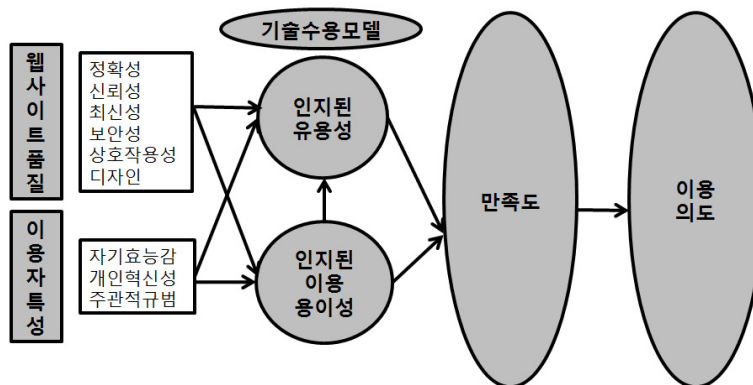 기술수용모델
웹사이트품질
정확성
신뢰성
최신성
보안성
상호작용성
디자인
인지된
유용성
만족도
이용
의도
이용자특성
자기효능감
개인혁신성
주관적규범
인지된
이용
용이성